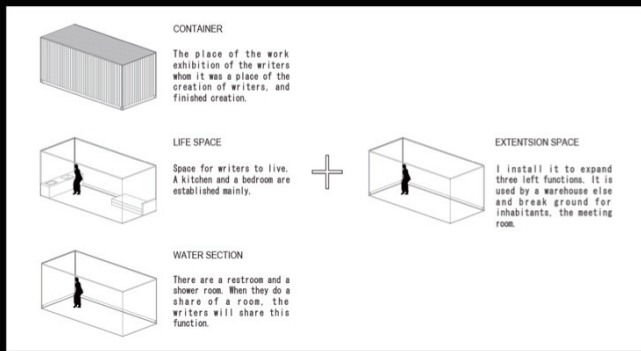 CONTAINER
The place of the work
exhibition of the writers
whom it was a place of the
creation of writers, and
finished creation.
LIFE SPACE
Space for writers to live.
A kitchen and a bedroom are
established mainly.
WATER SECTION
There are a restroom and a
shower room. When they do a
share of a room, the
writers will share this
function.
EXTENTSION SPACE
I install it to expand
three left functions. It is
used by a warehouse else
and break ground for
inhabitants, the meeting
room.